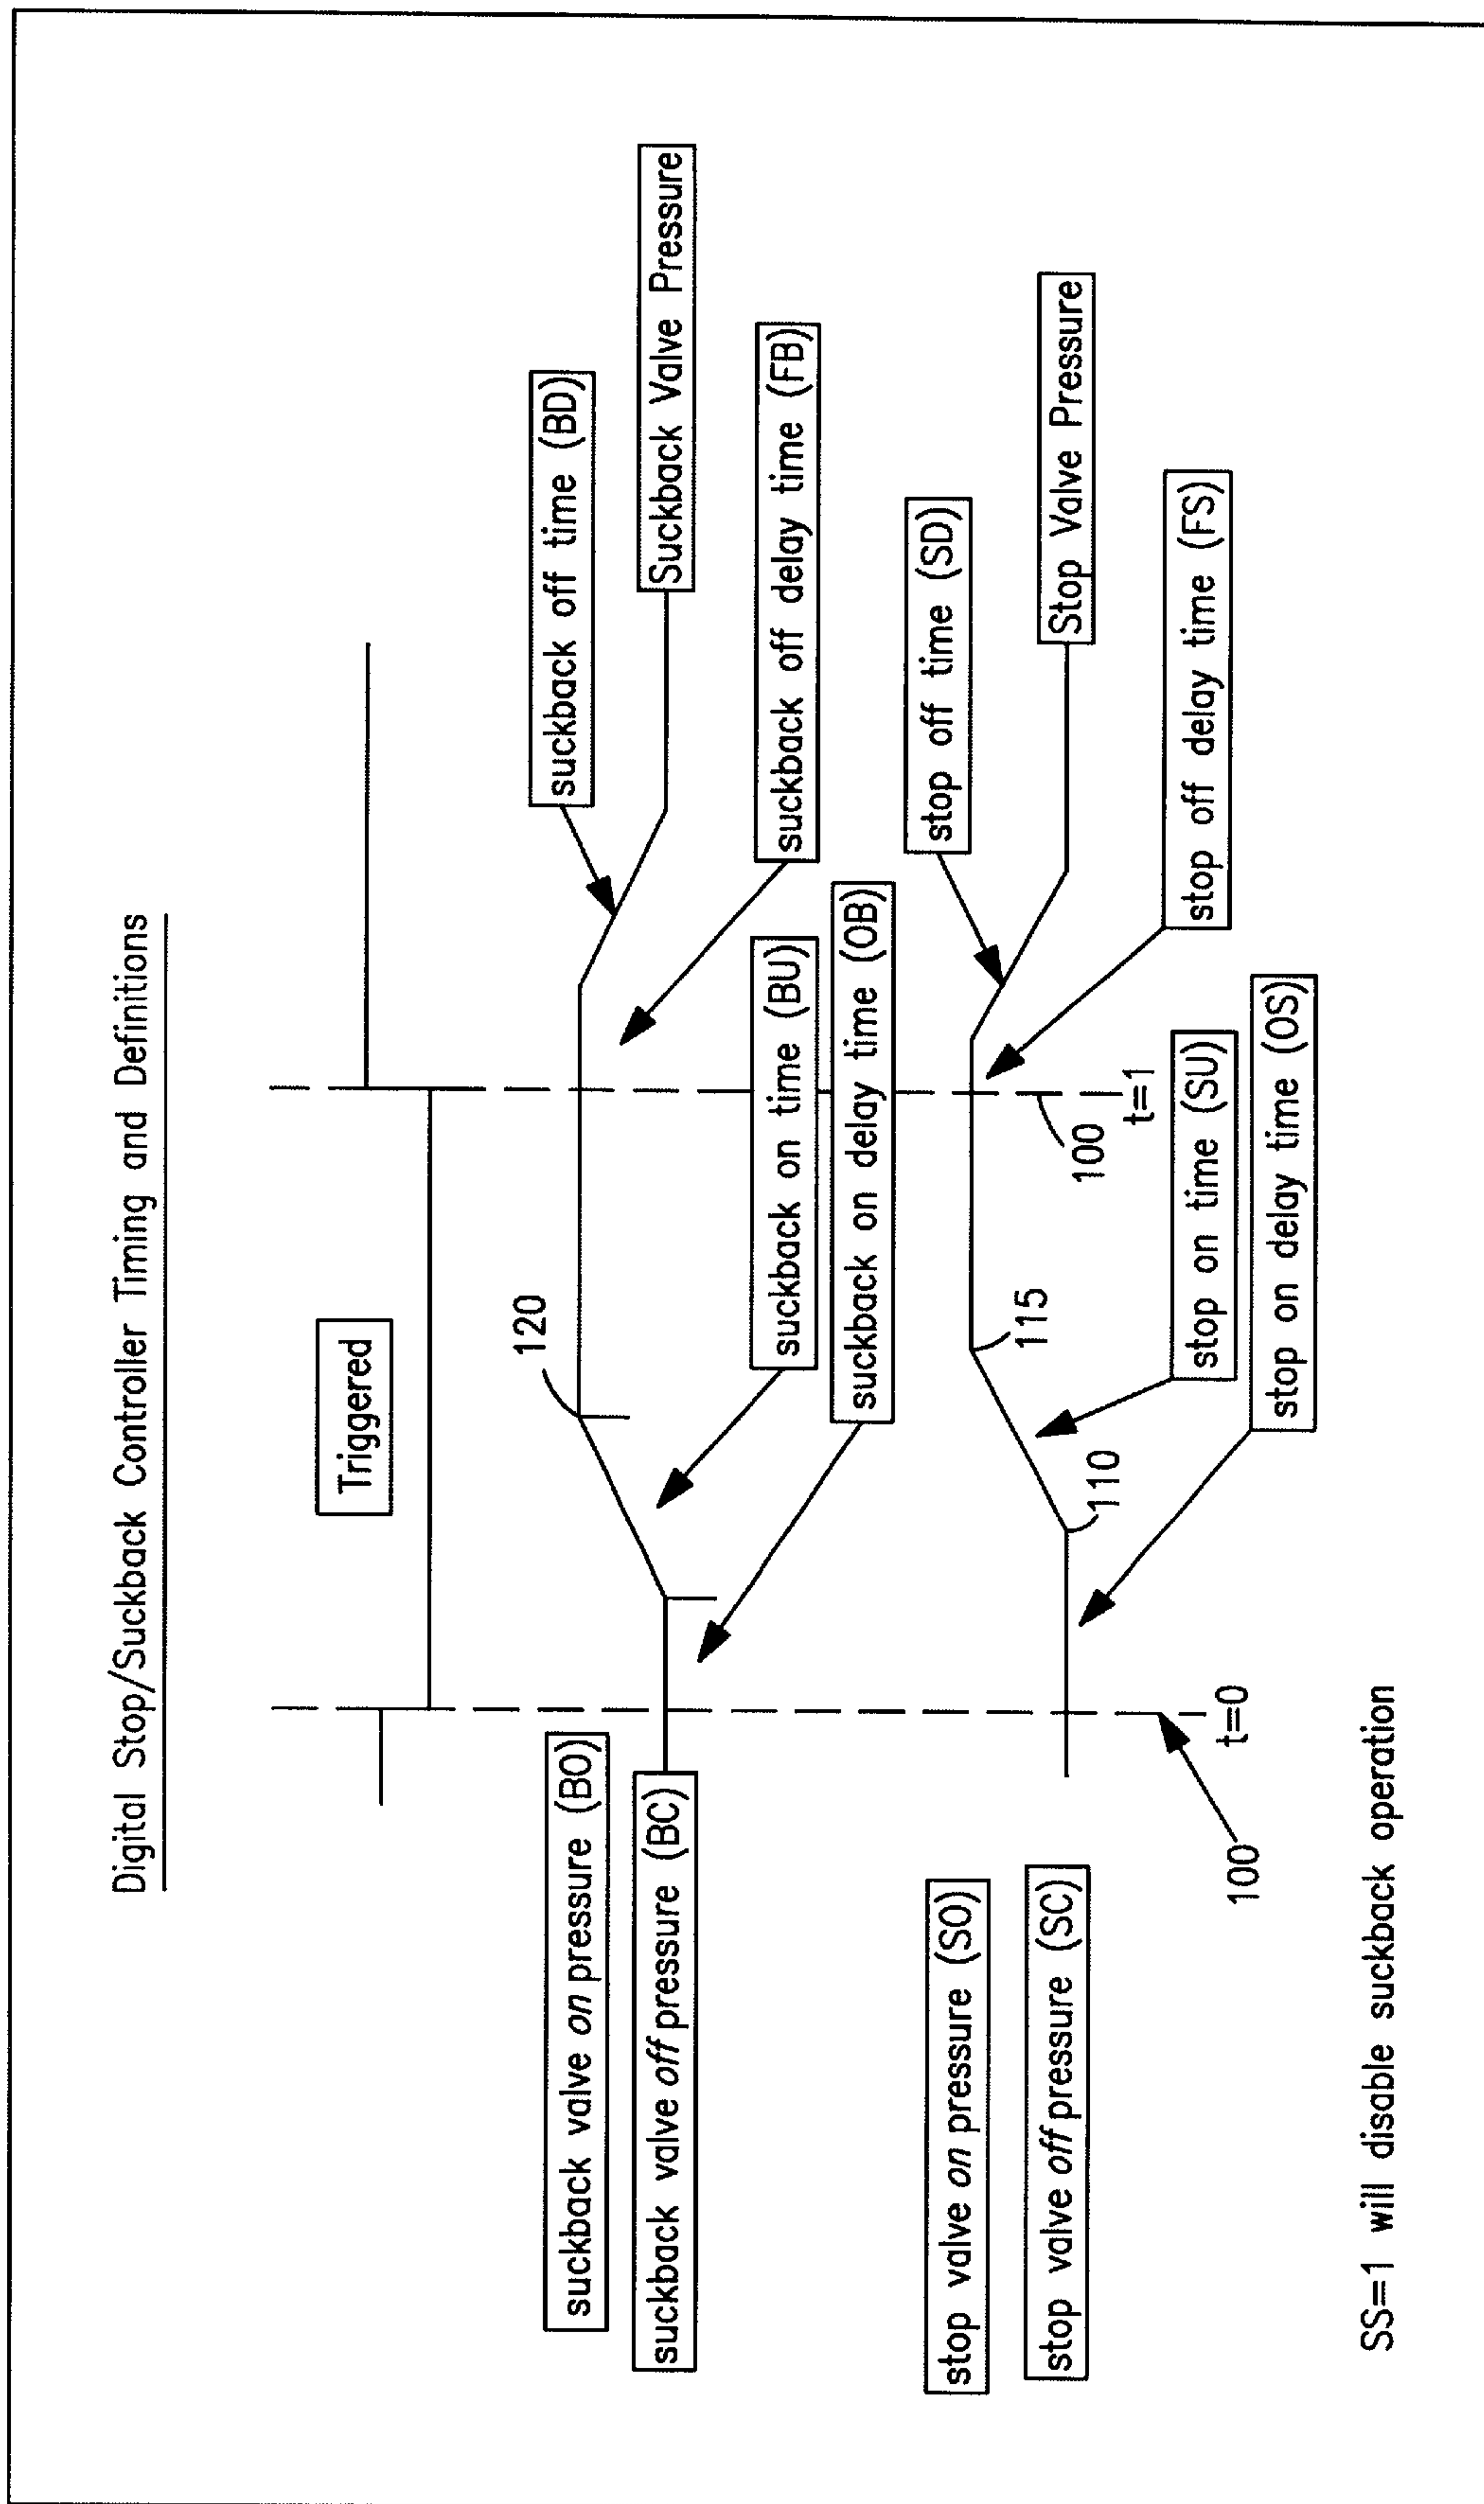 Digital Stop/Suckback Controller Timing and Definitions
Triggered
120
suckback off time (BD)
suckback valve on pressure (BO)
suckback valve off pressure (BC)
Suckback Valve Pressure
suckback on time (BU)
suckback off delay time (FB)
suckback on delay time (OB)
stop off time (SD)
stop valve on pressure (SO)
115
stop valve off pressure (SC)
Stop Valve Pressure
110
100
t=1
stop off delay time (FS)
stop on time (SU)
t=0
100
stop on delay time (OS)
SS=1 will disable suckback operation